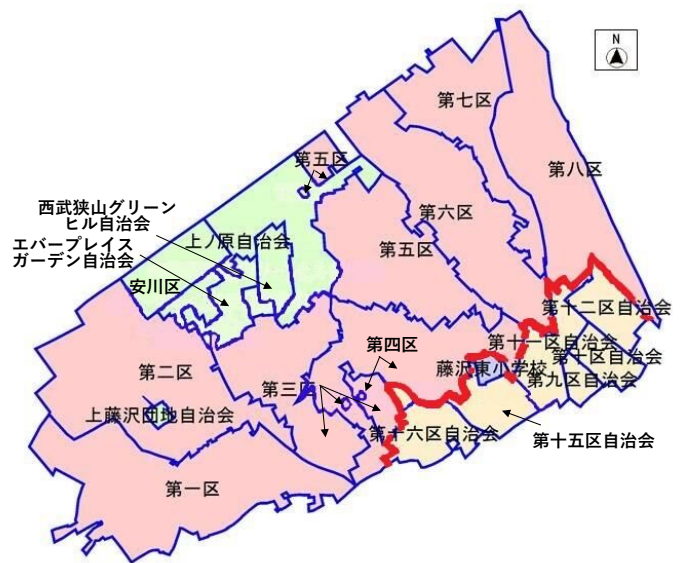 N
第七区
第八区
第五区
西武狭山グリーン
ヒル自治会
上ノ原自治会
第六区
エバープレイス
ガーデン自治会
第五区
安川区
第十二区自治会
第十一区自治会
第四区
第十区自治会
藤沢東小学校
第二区
第九区自治会
第三区
上藤沢団地自治会
第十六区自治会
第十五区自治会
第一区